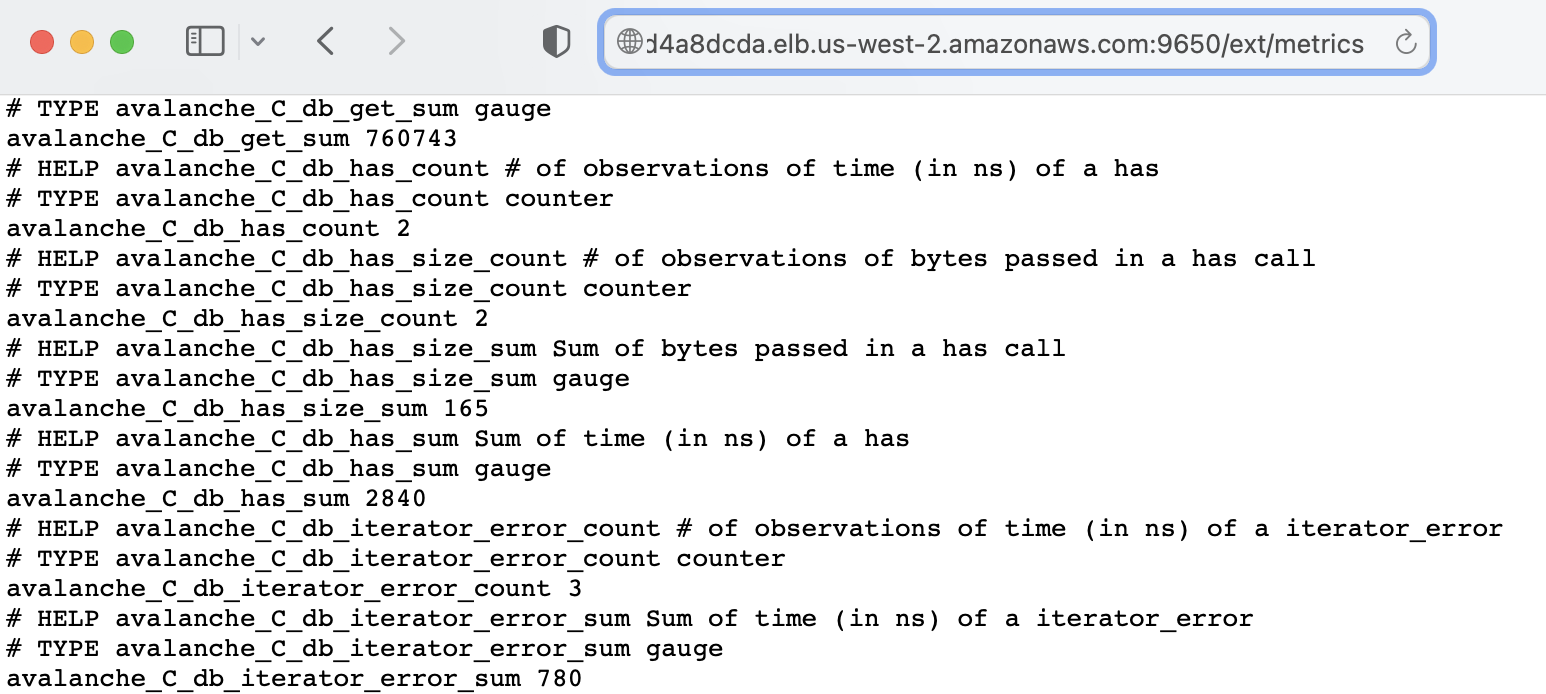 d4a8dcda.elb.us-west-2.amazonaws.com:9650/ext/metrics
# TYPE avalanche_C_db_get_sum gauge
avalanche_C_db_get_sum 760743
# HELP avalanche_C_db_has_count # of observations of time (in ns) of a has
# TYPE avalanche_C_db_has_count counter
avalanche_C_db_has_count 2
# HELP avalanche_C_db_has_size_count # of observations of bytes passed in a has call
# TYPE avalanche_C_db_has_size_count counter
avalanche_C_db_has_size_count 2
# HELP avalanche_C_db_has_size_sum Sum of bytes passed in a has call
# TYPE avalanche_C_db_has_size_sum gauge
avalanche_C_db_has_size_sum 165
# HELP avalanche_C_db_has_sum Sum of time (in ns) of a has
# TYPE avalanche_C_db_has_sum gauge
avalanche_C_db_has_sum 2840
# HELP avalanche_C_db_iterator_error_count # of observations of time (in ns) of a iterator_error
# TYPE avalanche_C_db_iterator_error_count counter
avalanche_C_db_iterator_error_count 3
# HELP avalanche_C_db_iterator_error_sum Sum of time (in ns) of a iterator_error
# TYPE avalanche_C_db_iterator_error_sum gauge
avalanche_C_db_iterator_error_sum 780